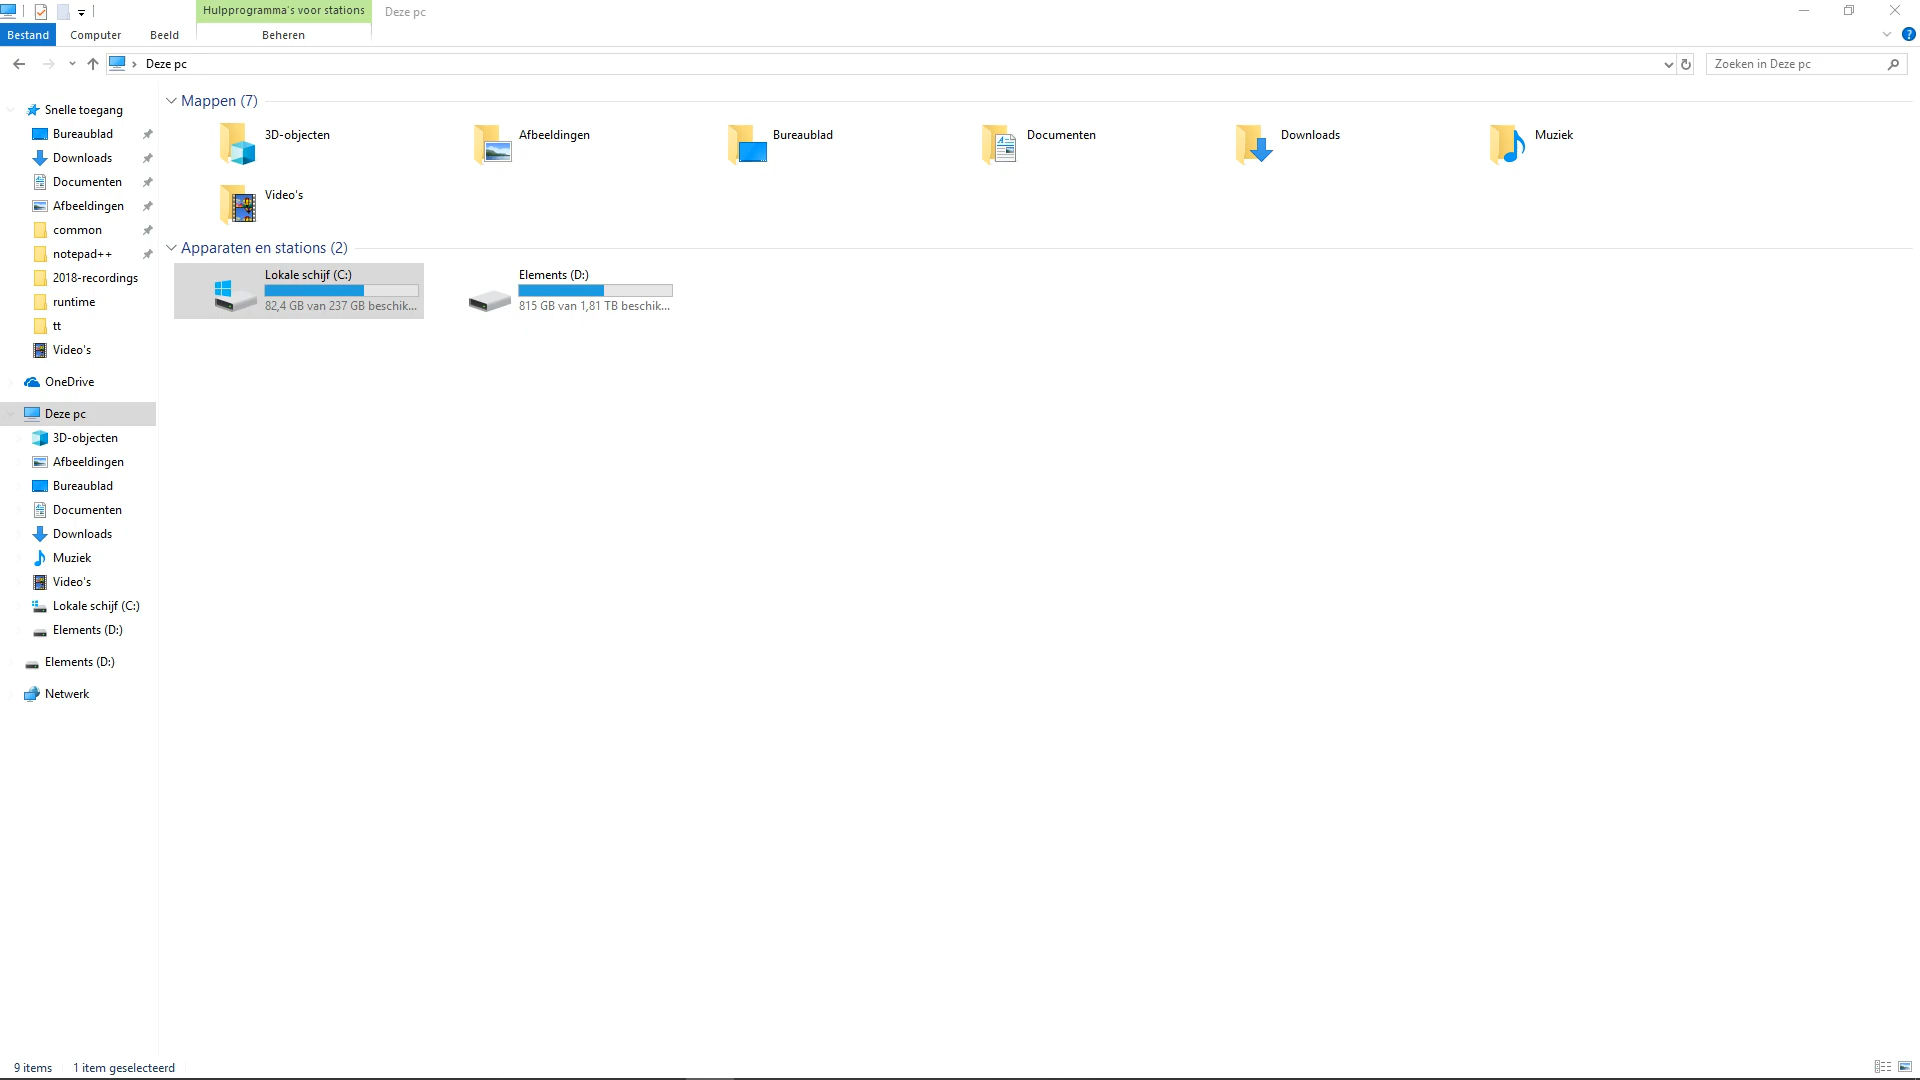 Hulpprogramma's voor stations
Deze pc
Bestand
Computer
Beeld
Beheren
Deze pc
Zoeken in Deze pc
Snelle toegang
Bureaublad
Downloads
Documenten
Afbeeldingen
common
notepad++
2018-recordings
runtime
tt
Video's
OneDrive
Deze pc
3D-objecten
Afbeeldingen
Bureaublad
Documenten
Downloads
Muziek
Video's
Lokale schijf (C:)
Elements (D:)
Elements (D:)
Netwerk
Mappen (7)
3D-objecten
Afbeeldingen
Bureaublad
Documenten
Downloads
Muziek
Video's
Apparaten en stations (2)
Lokale schijf (C:)
82,4 GB van 237 GB beschik...
Elements (D:)
815 GB van 1,81 TB beschik...
9 items
1 item geselecteerd